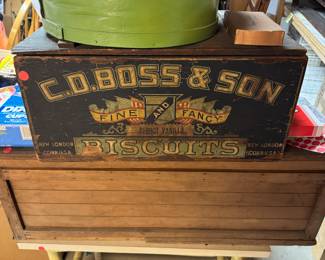 C.D. BOSS & SON
FINE AND FANCY
BISCUITS
NEW LONDON
CONN. U.S.A.
NEW LONDON
CONN. U.S.A.